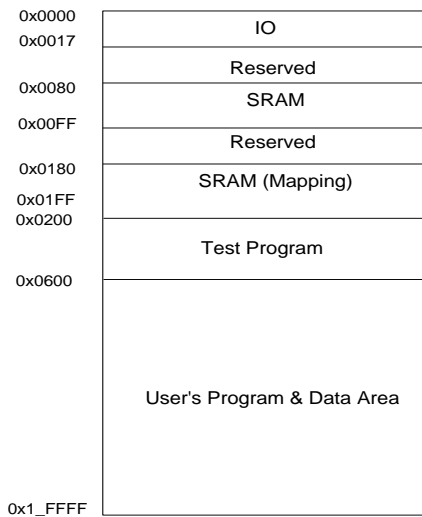 0x0000
IO
0x0017
Reserved
0x0080
SRAM
0x00FF
Reserved
0x0180
SRAM (Mapping)
0x01FF
0x0200
Test Program
0x0600
User's Program & Data Area
0x1_FFFF